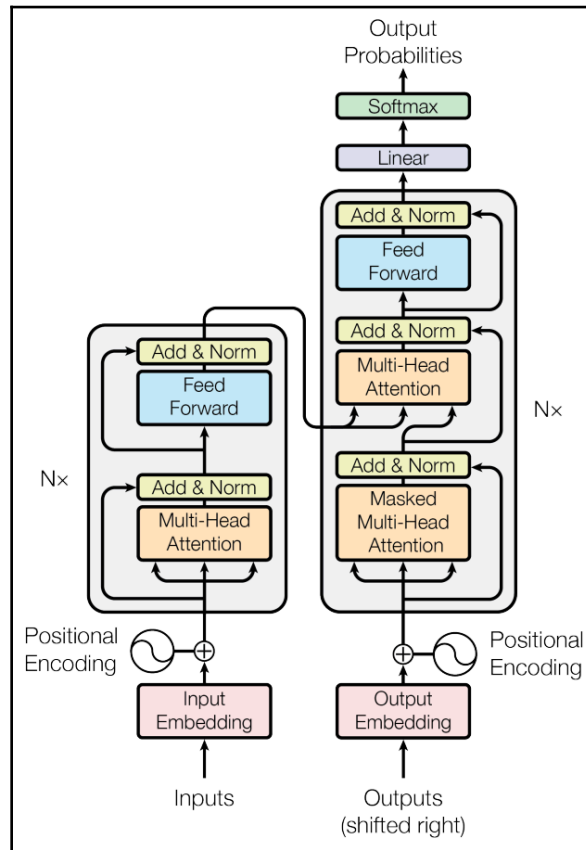 Output
Probabilities
Softmax
Linear
Add & Norm
Feed
Forward
Add & Norm
Multi-Head
Attention
Add & Norm
Masked
Multi-Head
Attention
N×
Add & Norm
Feed
Forward
Add & Norm
Multi-Head
Attention
N×
Positional
Encoding
Positional
Encoding
Input
Embedding
Output
Embedding
Inputs
Outputs
(shifted right)